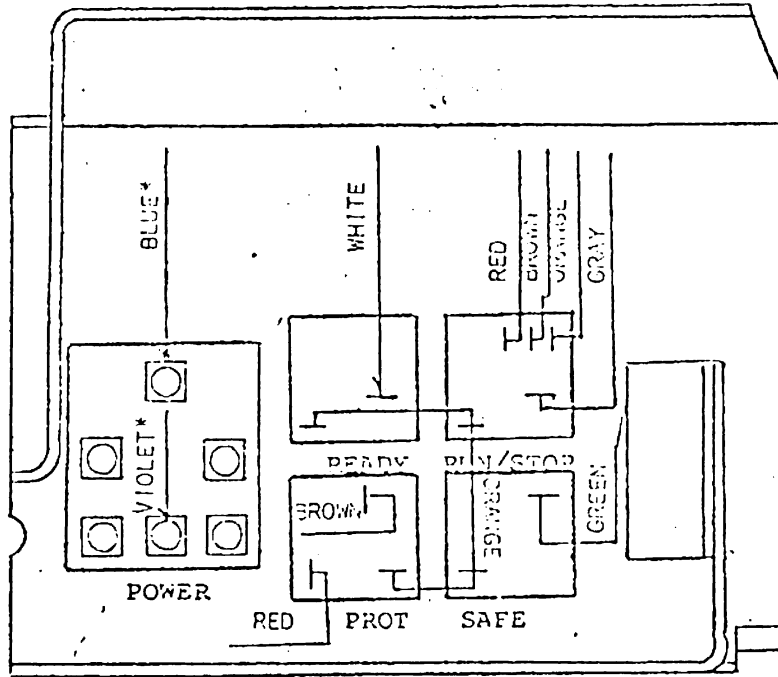 BLUE*
WHITE
RED
BROWN
ORANGE
GRAY
VIOLET*
READY
RUN/STOP
BROWN
ORANGE
GREEN
POWER
RED
PROT
SAFE